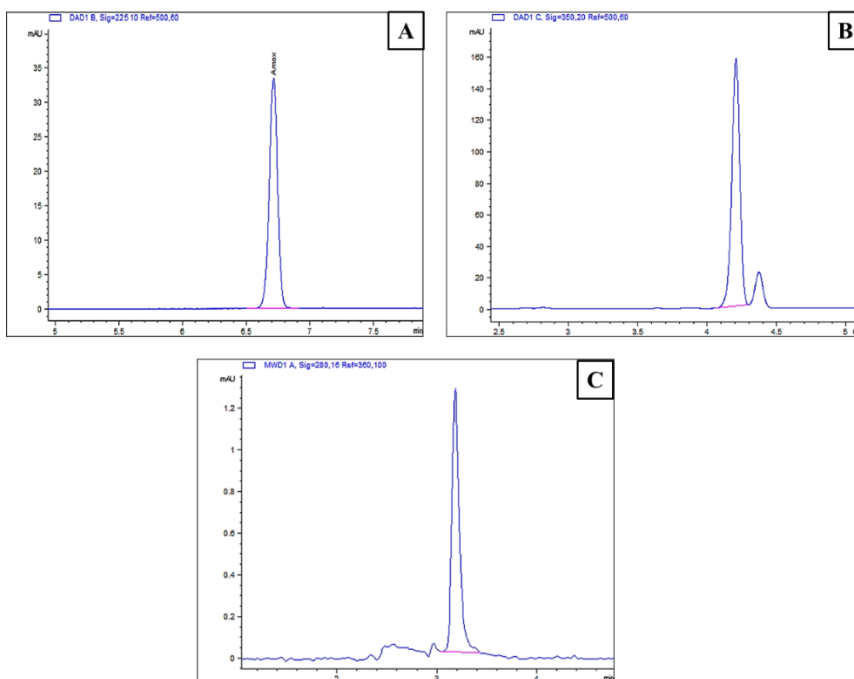 DAD1 B, Sig=225 10 Ref=500,60
A
mAU
Amox
35
30
25
20
15
10
5
0
5 5.5 6 6.5 7 7.5 min
DAD1 C, Sig=350,20 Ref=500,60
B
mAU
160
140
120
100
80
60
40
20
0
2.5 3 3.5 4 4.5 5
MWD1 A, Sig=280,16 Ref=360,100
C
mAU
1.2
1
0.8
0.6
0.4
0.2
0
2 3 4 min